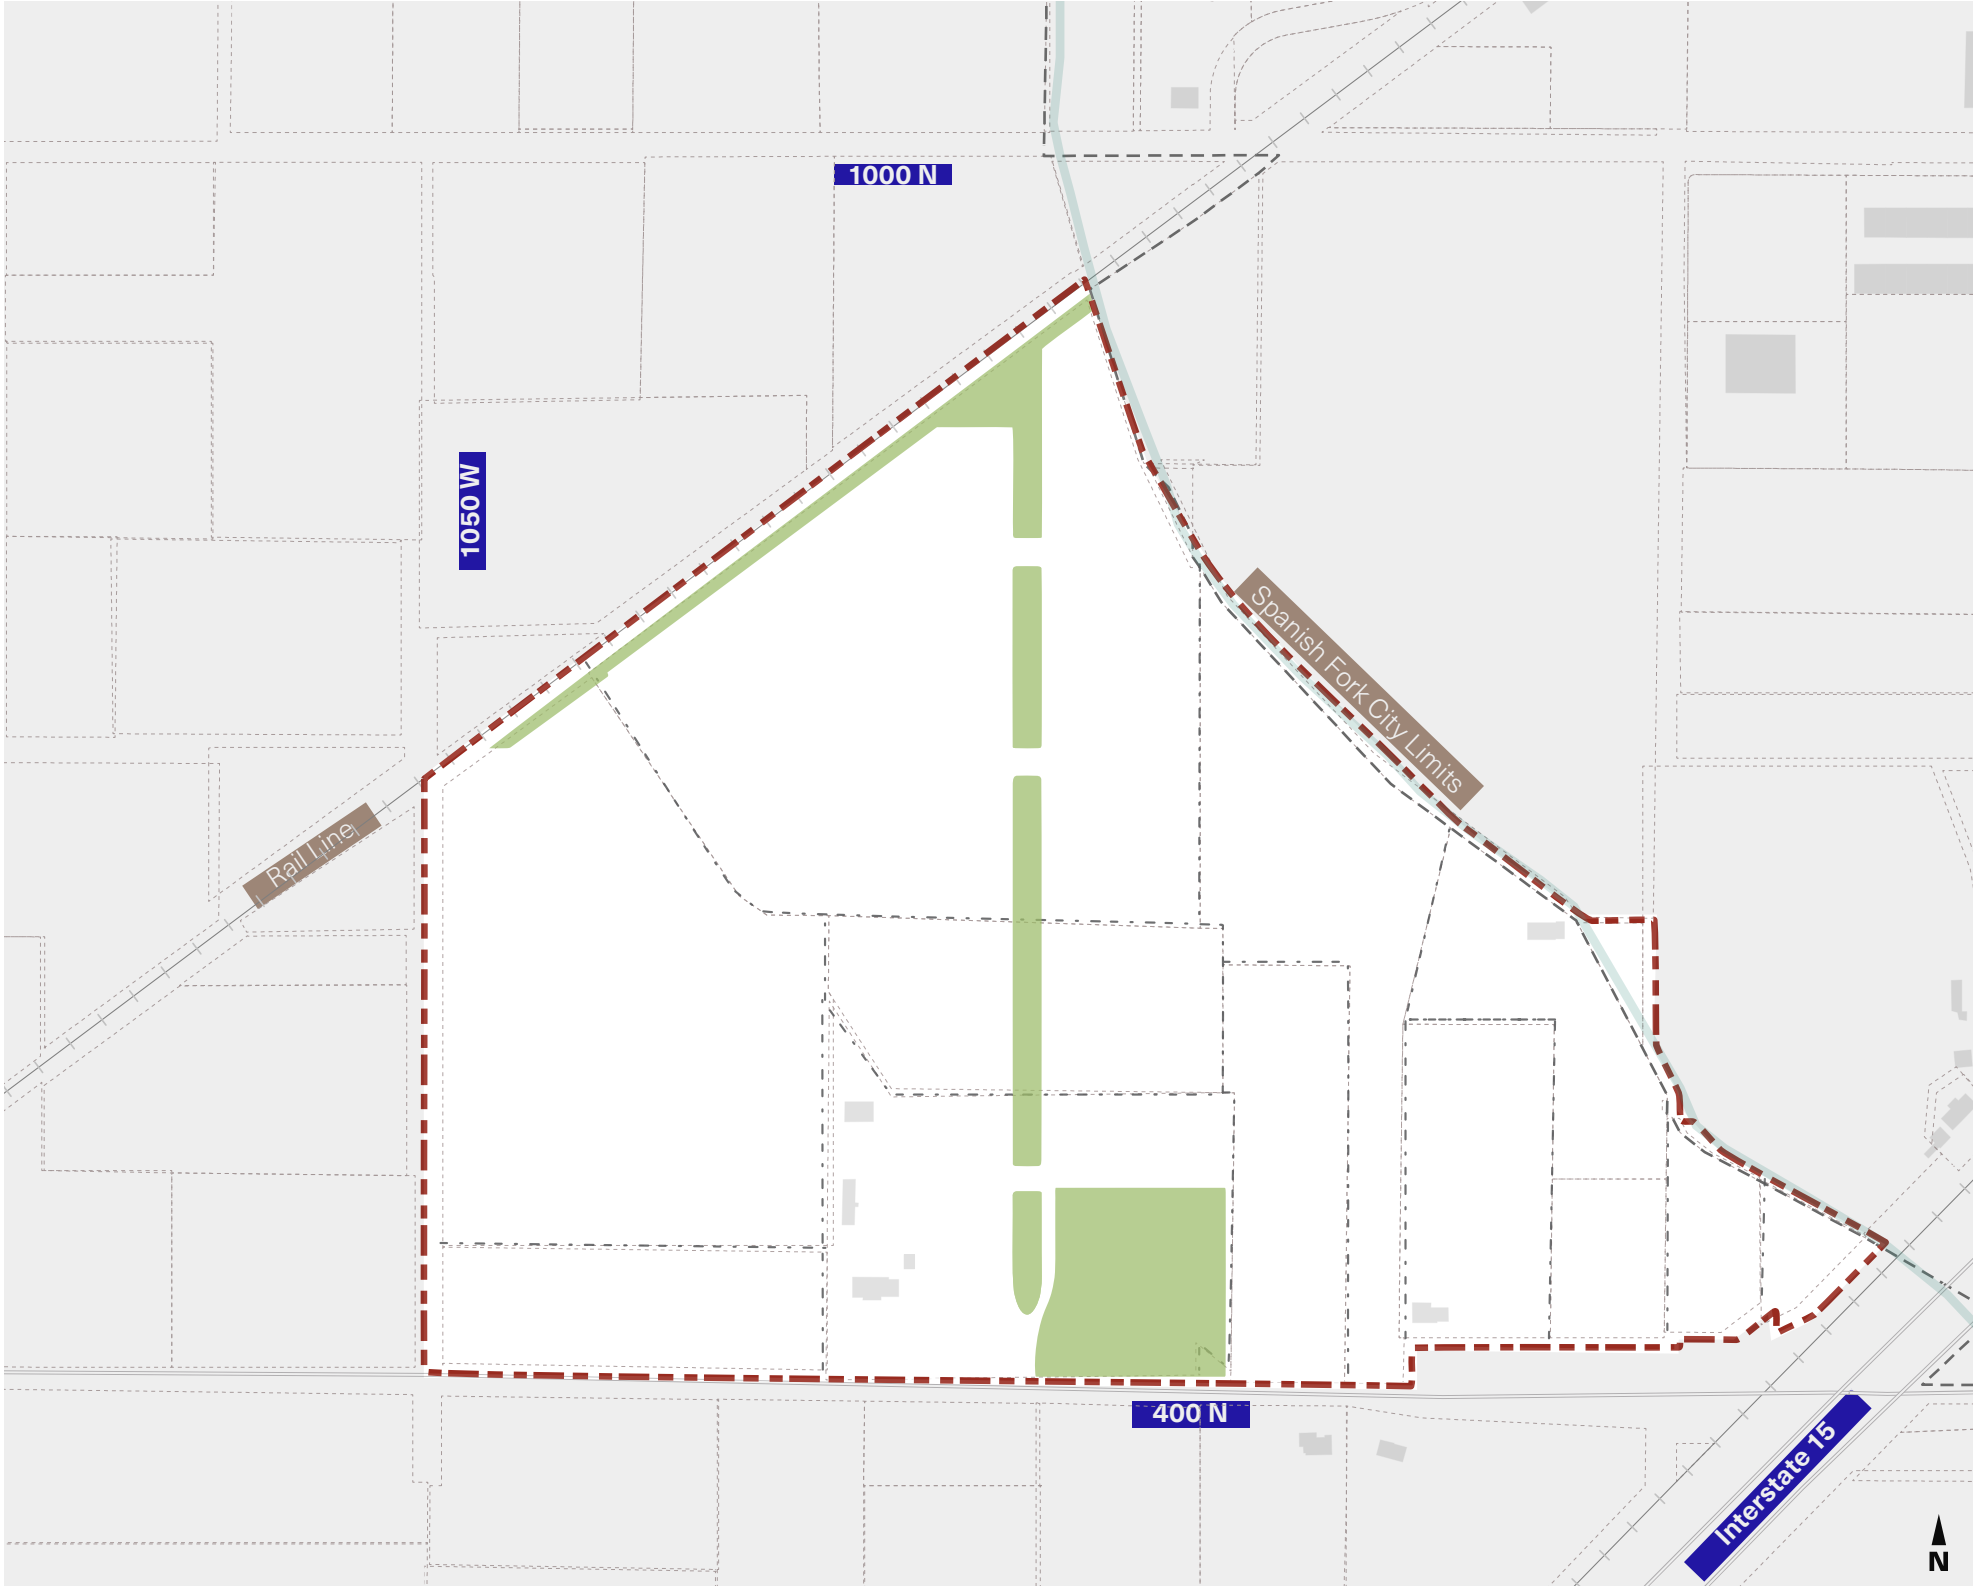 1000 N
1050 W
Spanish Fork City Limits
Rail Line
400 N
Interstate 15
N